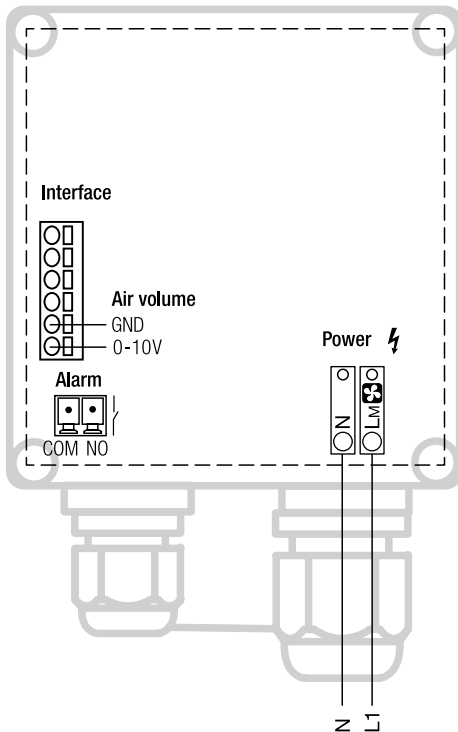 Interface
Air volume
GND
0-10V
Power
Alarm
N
LM
COM NO
N
L1